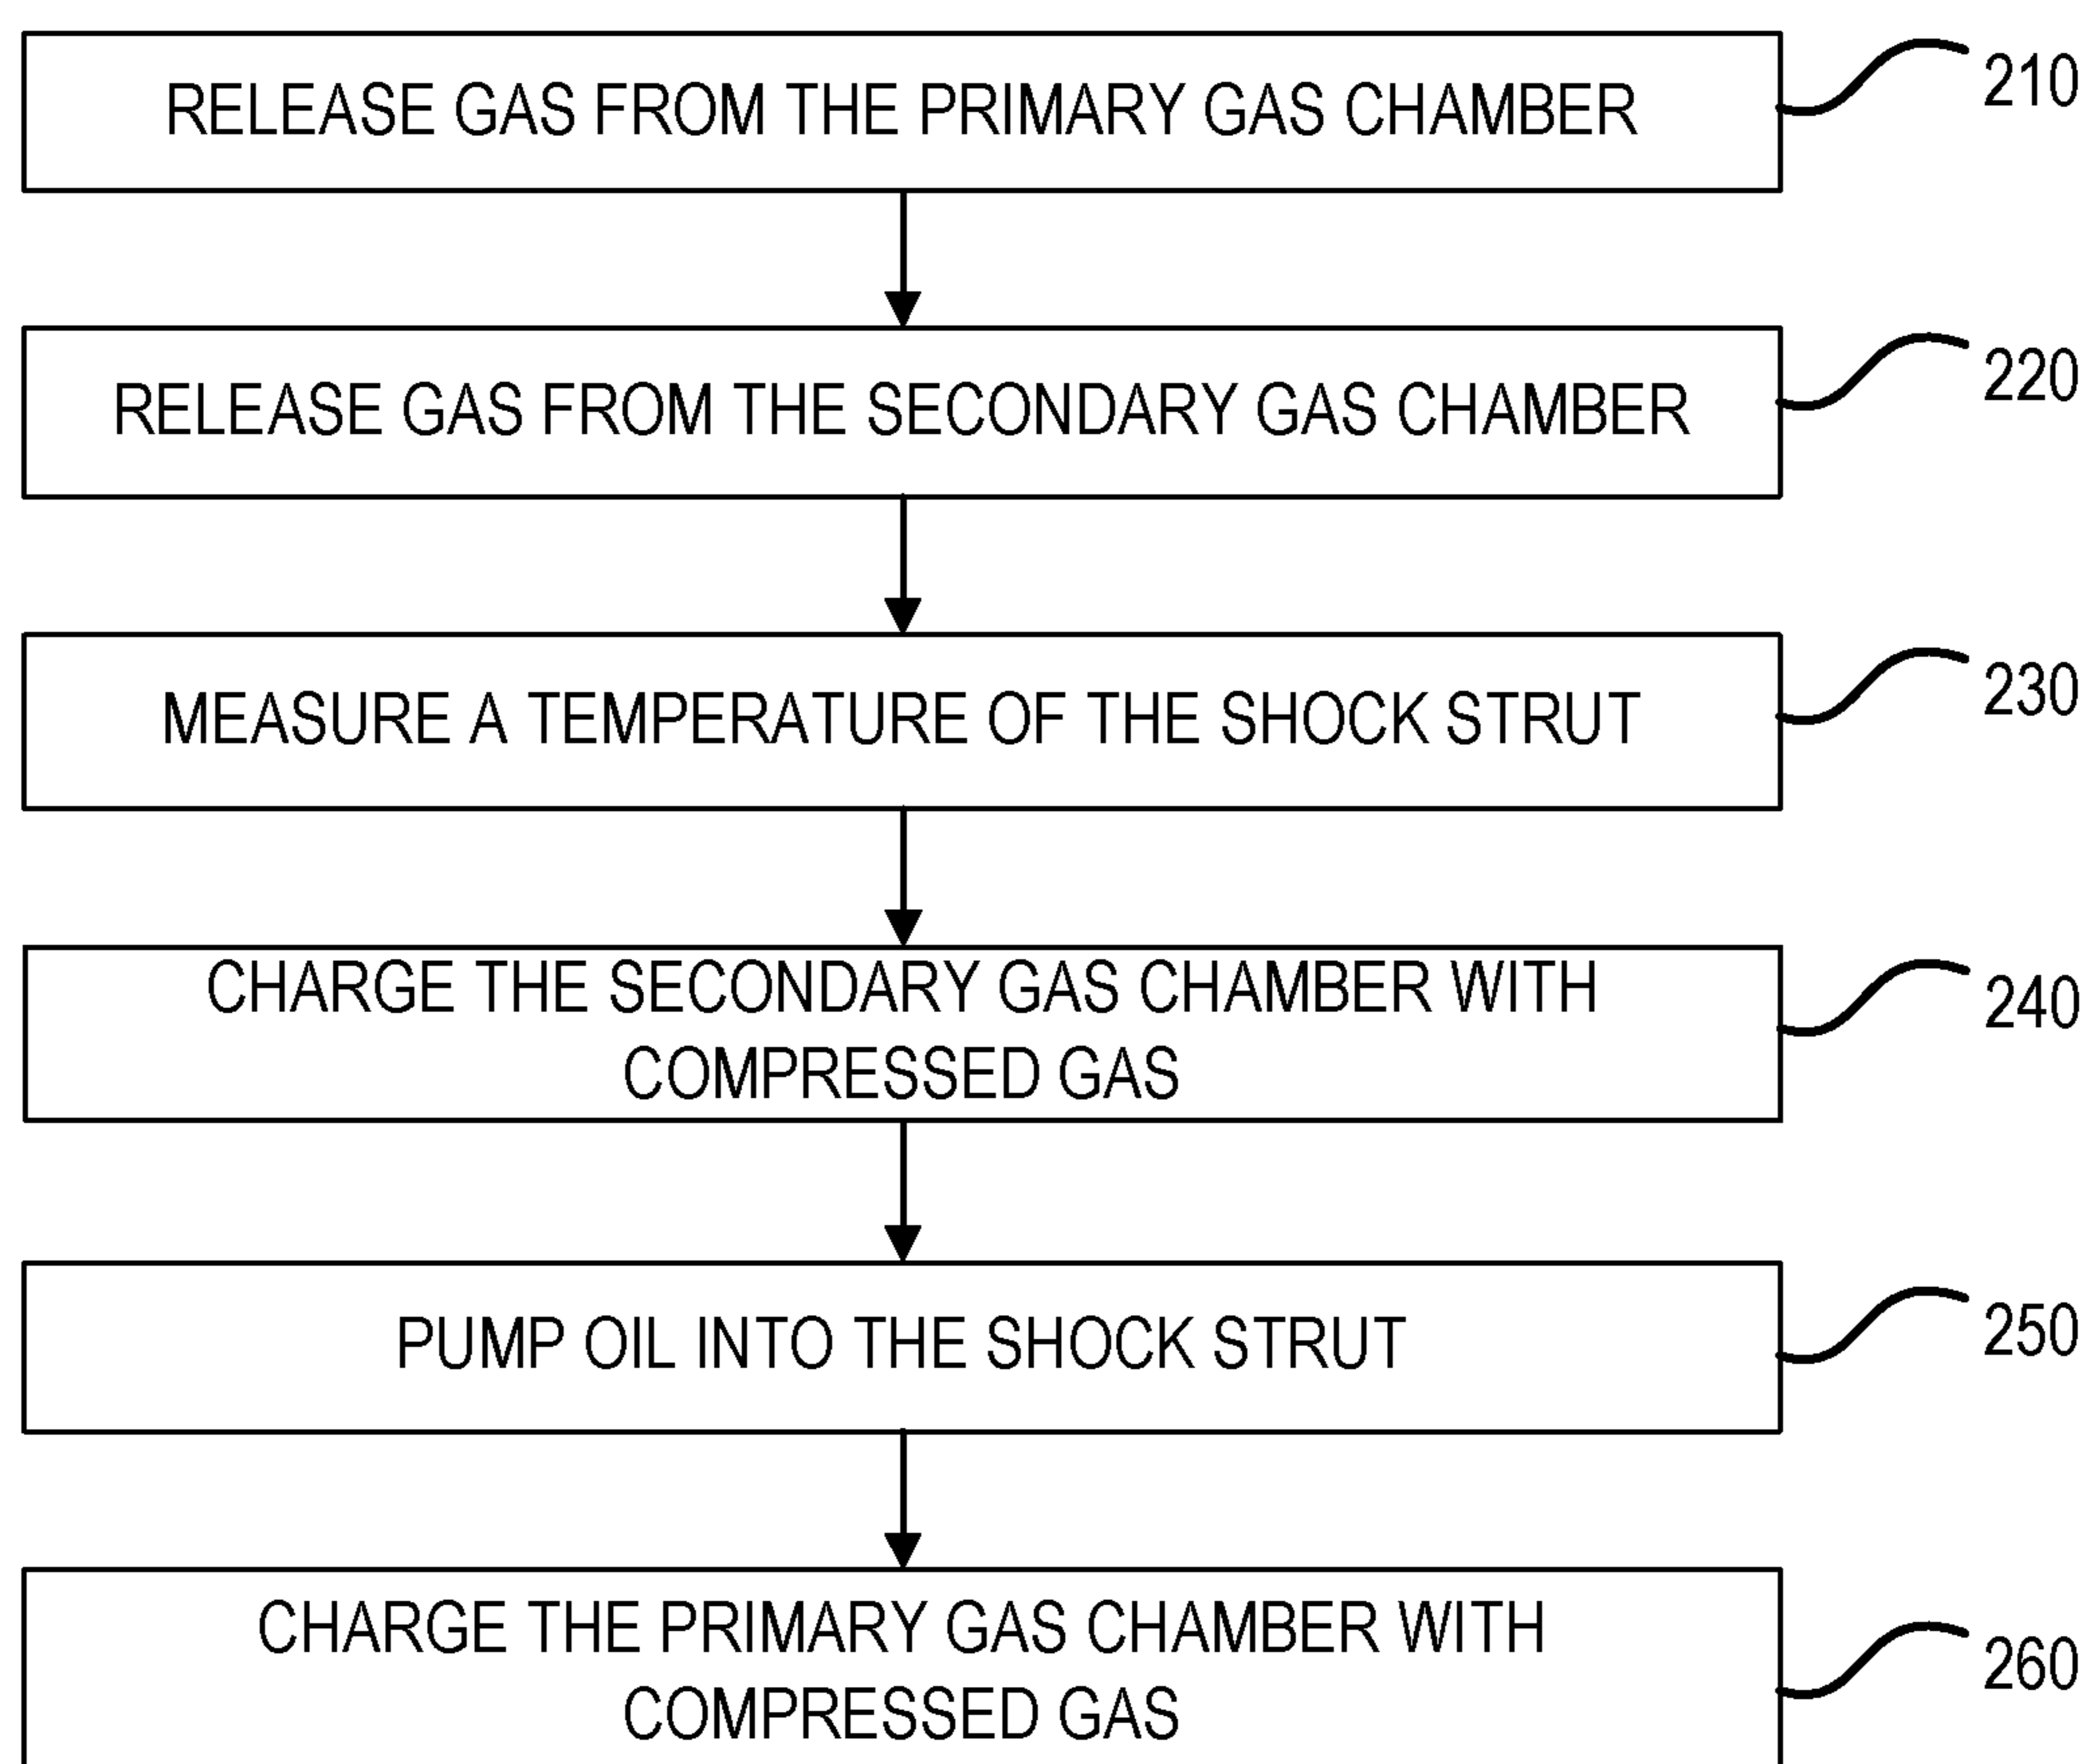 RELEASE GAS FROM THE PRIMARY GAS CHAMBER
210
RELEASE GAS FROM THE SECONDARY GAS CHAMBER
220
MEASURE A TEMPERATURE OF THE SHOCK STRUT
230
CHARGE THE SECONDARY GAS CHAMBER WITH
COMPRESSED GAS
240
PUMP OIL INTO THE SHOCK STRUT
250
CHARGE THE PRIMARY GAS CHAMBER WITH
COMPRESSED GAS
260